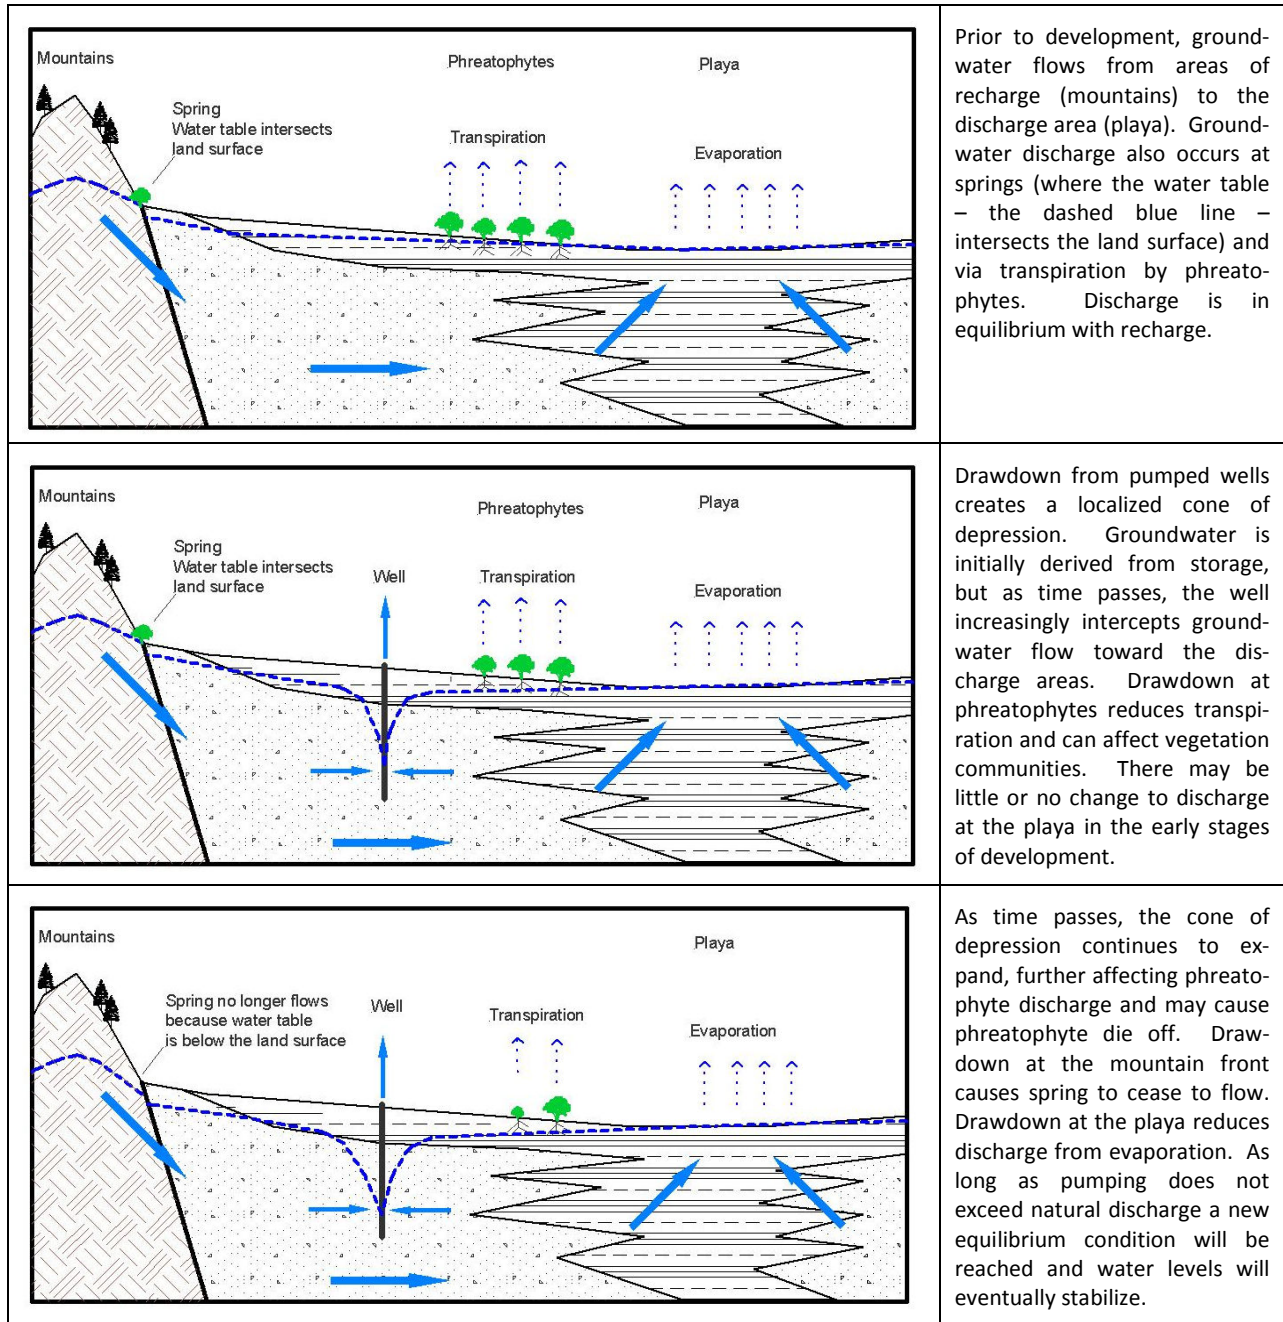 Mountains
Phreatophytes
Playa
Spring
Water table intersects
land surface
Transpiration
Evaporation
Prior to development, ground-
water flows from areas of
recharge (mountains) to the
discharge area (playa). Ground-
water discharge also occurs at
springs (where the water table
– the dashed blue line –
intersects the land surface) and
via transpiration by phreato-
phytes. Discharge is in
equilibrium with recharge.
Mountains
Phreatophytes
Playa
Spring
Water table intersects
land surface
Well
Transpiration
Evaporation
Drawdown from pumped wells
creates a localized cone of
depression. Groundwater is
initially derived from storage,
but as time passes, the well
increasingly intercepts ground-
water flow toward the dis-
charge areas. Drawdown at
phreatophytes reduces transpi-
ration and can affect vegetation
communities. There may be
little or no change to discharge
at the playa in the early stages
of development.
Mountains
Playa
Spring no longer flows
because water table
is below the land surface
Well
Transpiration
Evaporation
As time passes, the cone of
depression continues to ex-
pand, further affecting phreato-
phyte discharge and may cause
phreatophyte die off. Draw-
down at the mountain front
causes spring to cease to flow.
Drawdown at the playa reduces
discharge from evaporation. As
long as pumping does not
exceed natural discharge a new
equilibrium condition will be
reached and water levels will
eventually stabilize.